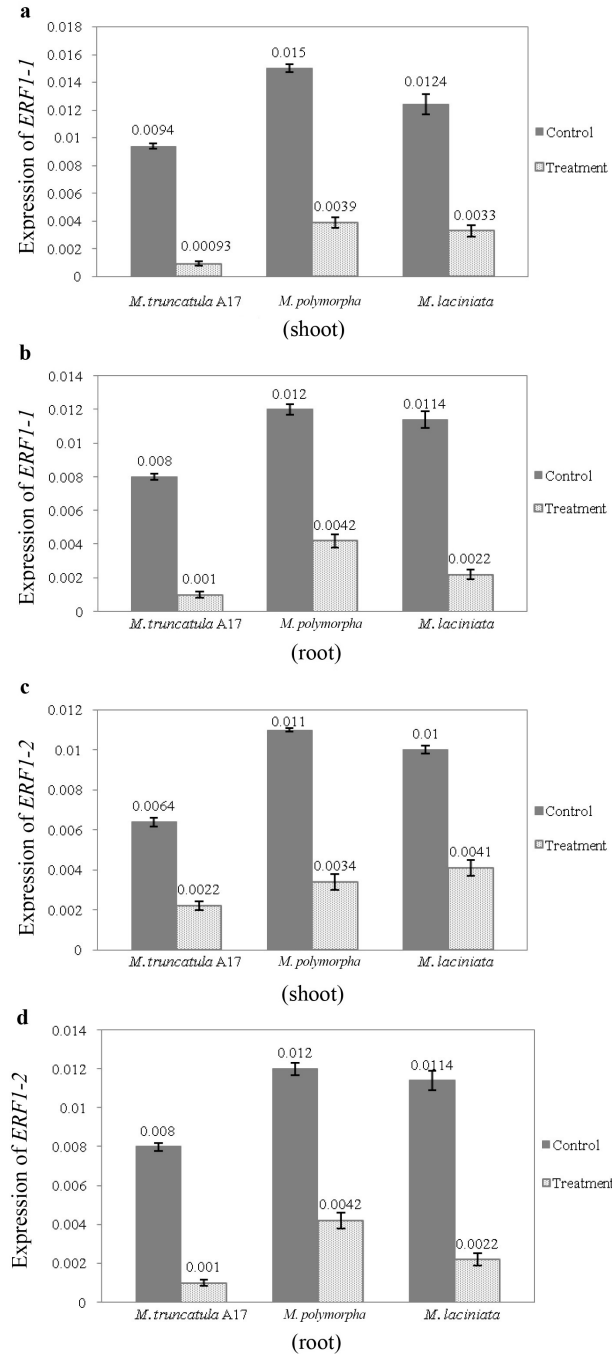 a
0.018
0.016
0.014
0.012
0.01
0.008
0.006
0.004
0.002
0
Expression of ERF1-1
0.0094
0.00093
0.015
0.0039
0.0124
0.0033
Control
Treatment
M. truncatula A17
M. polymorpha
M. laciniata
(shoot)
b
0.014
0.012
0.01
0.008
0.006
0.004
0.002
0
Expression of ERF1-1
0.008
0.001
0.012
0.0042
0.0114
0.0022
Control
Treatment
M. truncatula A17
M. polymorpha
M. laciniata
(root)
c
0.012
0.01
0.008
0.006
0.004
0.002
0
Expression of ERF1-2
0.0064
0.0022
0.011
0.0034
0.01
0.0041
Control
Treatment
M. truncatula A17
M. polymorpha
M. laciniata
(shoot)
d
0.014
0.012
0.01
0.008
0.006
0.004
0.002
0
Expression of ERF1-2
0.008
0.001
0.012
0.0042
0.0114
0.0022
Control
Treatment
M. truncatula A17
M. polymorpha
M. laciniata
(root)